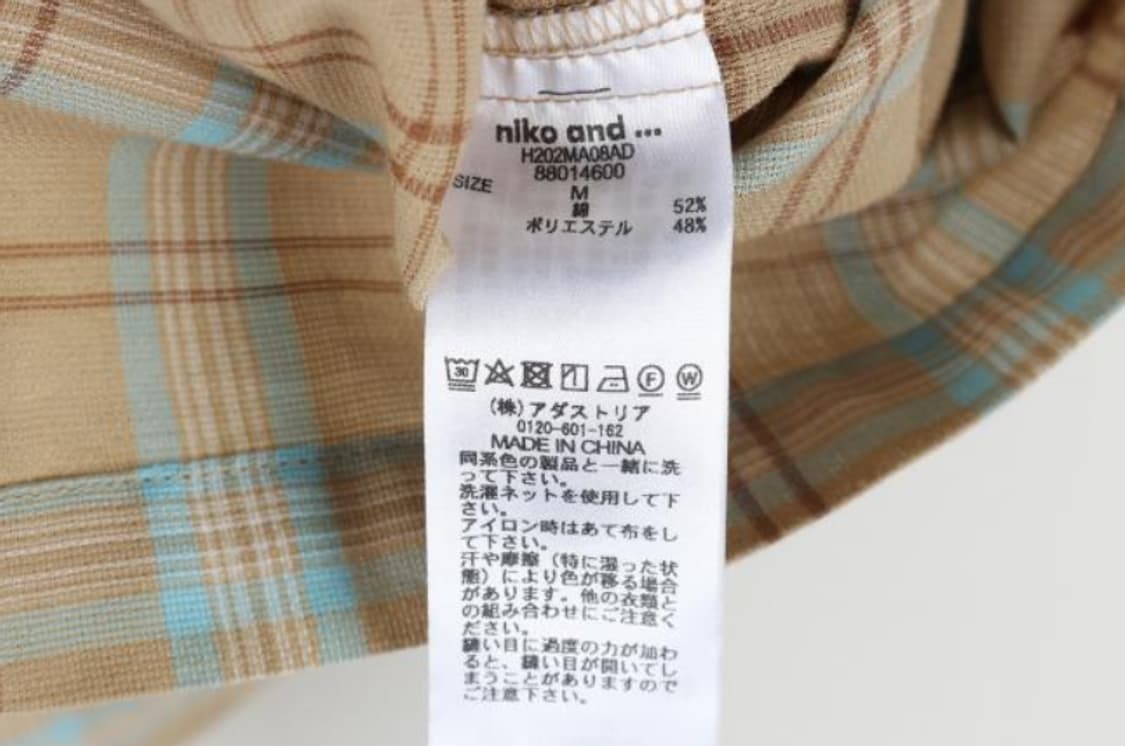 niko and ...
H202MA08AD
88014600
SIZE
M
綿 52%
ポリエステル 48%
30 F W
(株)アダストリア
0120-601-162
MADE IN CHINA
同系色の製品と一緒に洗
って下さい。
洗濯ネットを使用して下
さい。
アイロン時はあて布をし
て下さい。
汗や摩擦（特に湿った状
態）により色が移る場合
があります。他の衣類と
の組み合わせにご注意く
ださい。
縫い目に過度の力が加わ
ると、縫い目が開いてし
まうことがありますので
ご注意下さい。